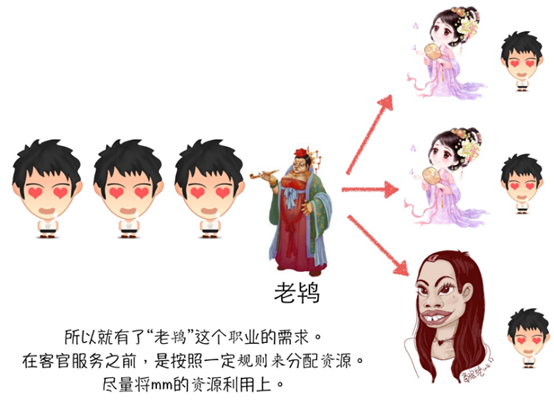 老鸨
所以就有了“老鸨”这个职业的需求。
在客官服务之前，是按照一定规则来分配资源。
尽量将mm的资源利用上。